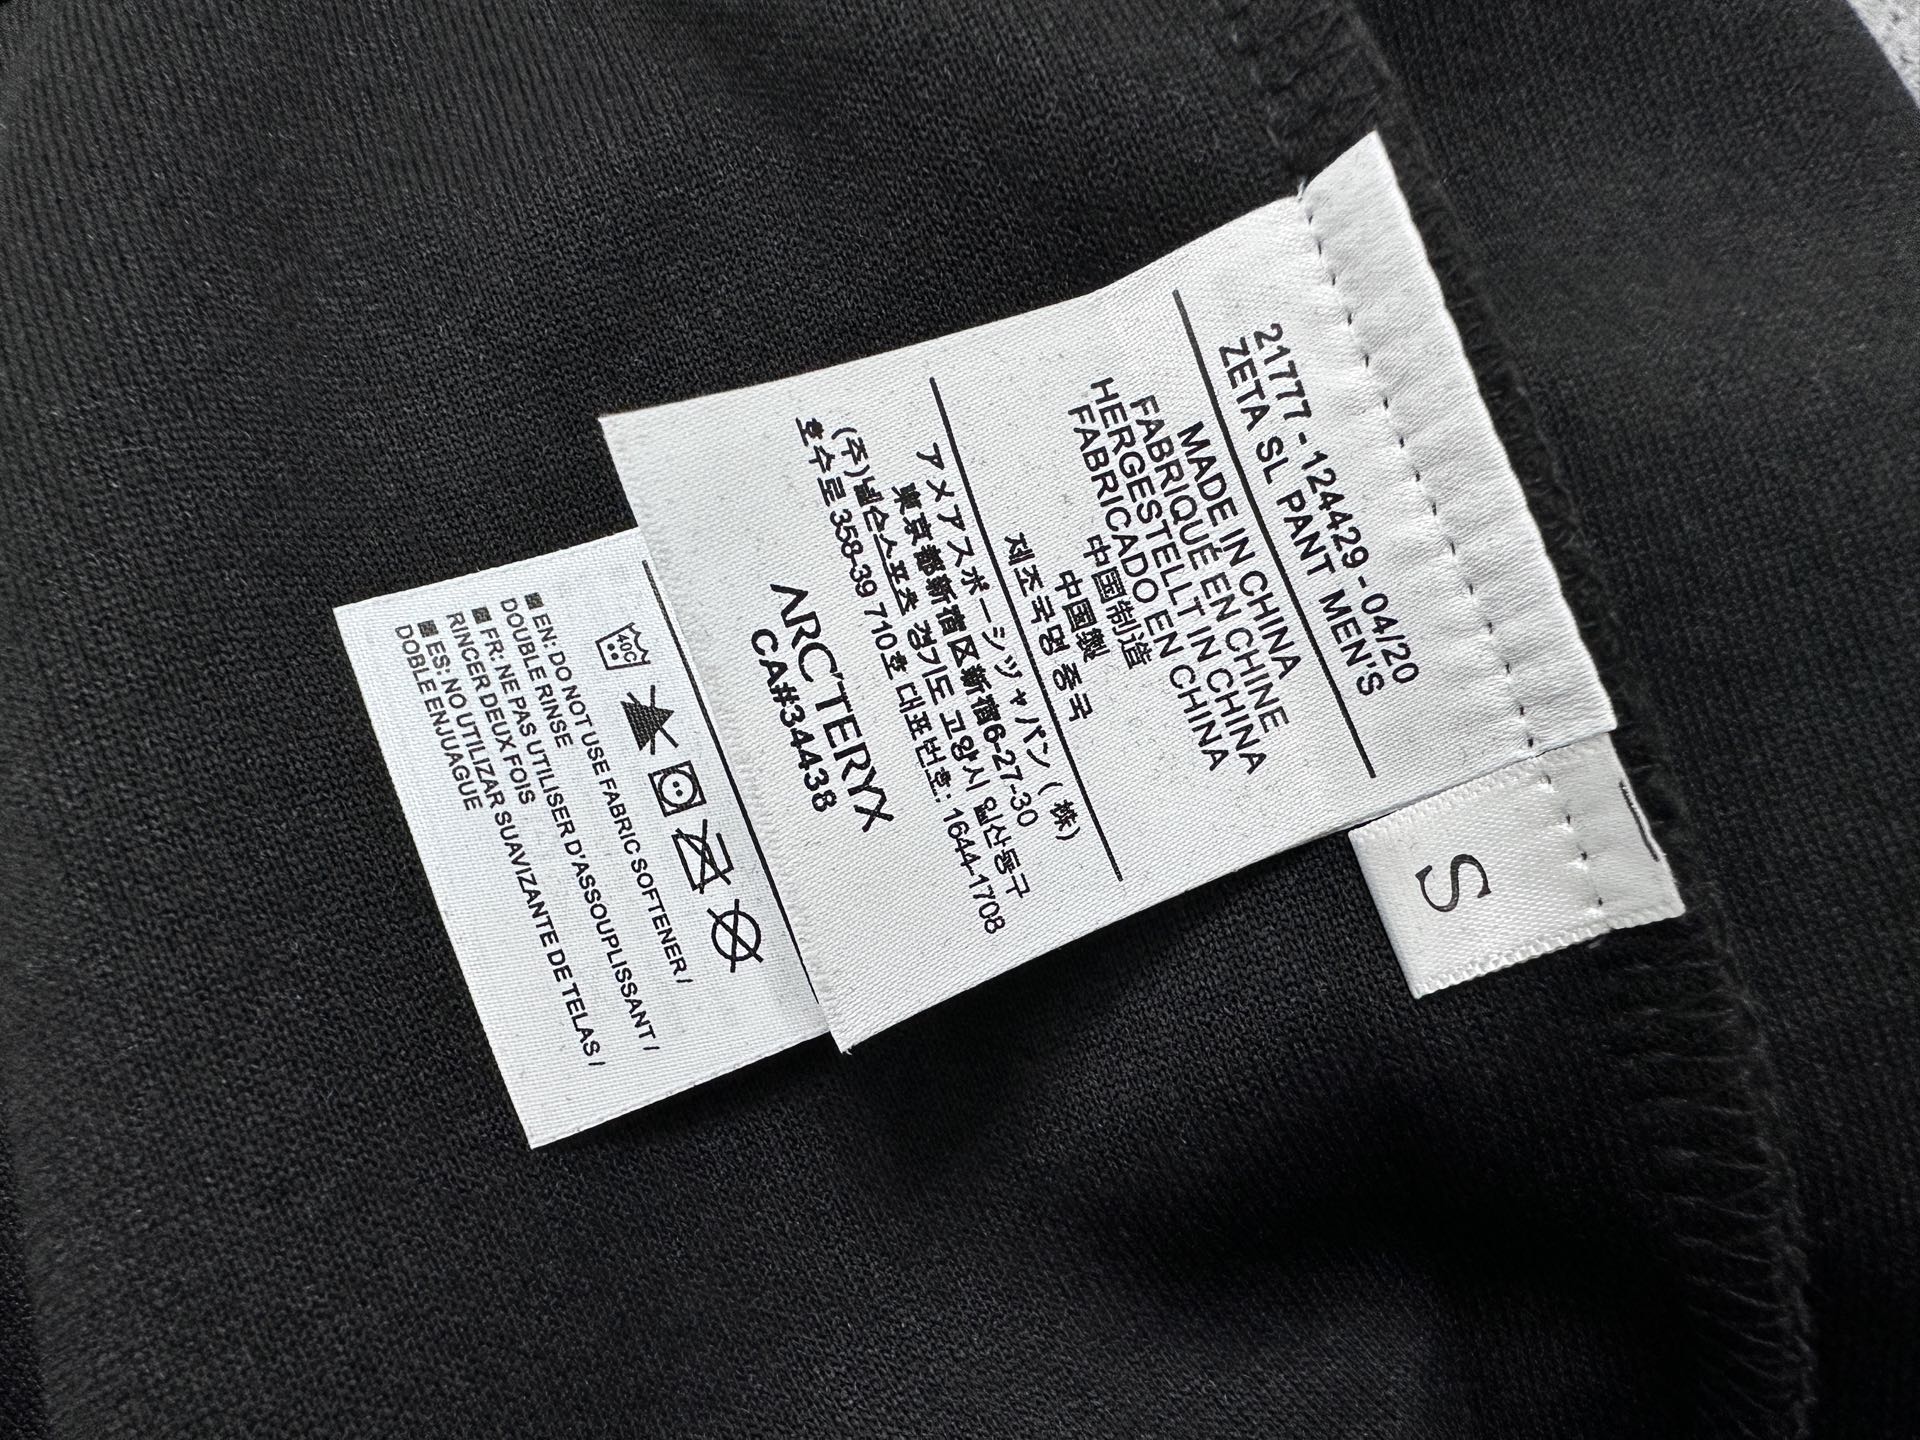 21777 - 124429 - 04/20
ZETA SL PANT MEN'S
MADE IN CHINA
FABRIQUÉ EN CHINE
HERGESTELLT IN CHINA
FABRICADO EN CHINA
中国制造
中国製
제조국명 중국
アメアスポーツジャパン(株)
東京都新宿区新宿6-27-30
(주)넬슨스포츠 경기도 고양시 일산동구
호수로 358-39 710호 대표번호: 1644-1708
ARC'TERYX
CA#34438
40C
EN: DO NOT USE FABRIC SOFTENER /
DOUBLE RINSE
FR: NE PAS UTILISER D'ASSOUPLISSANT /
RINCER DEUX FOIS
ES: NO UTILIZAR SUAVIZANTE DE TELAS /
DOBLE ENJUAGUE
S